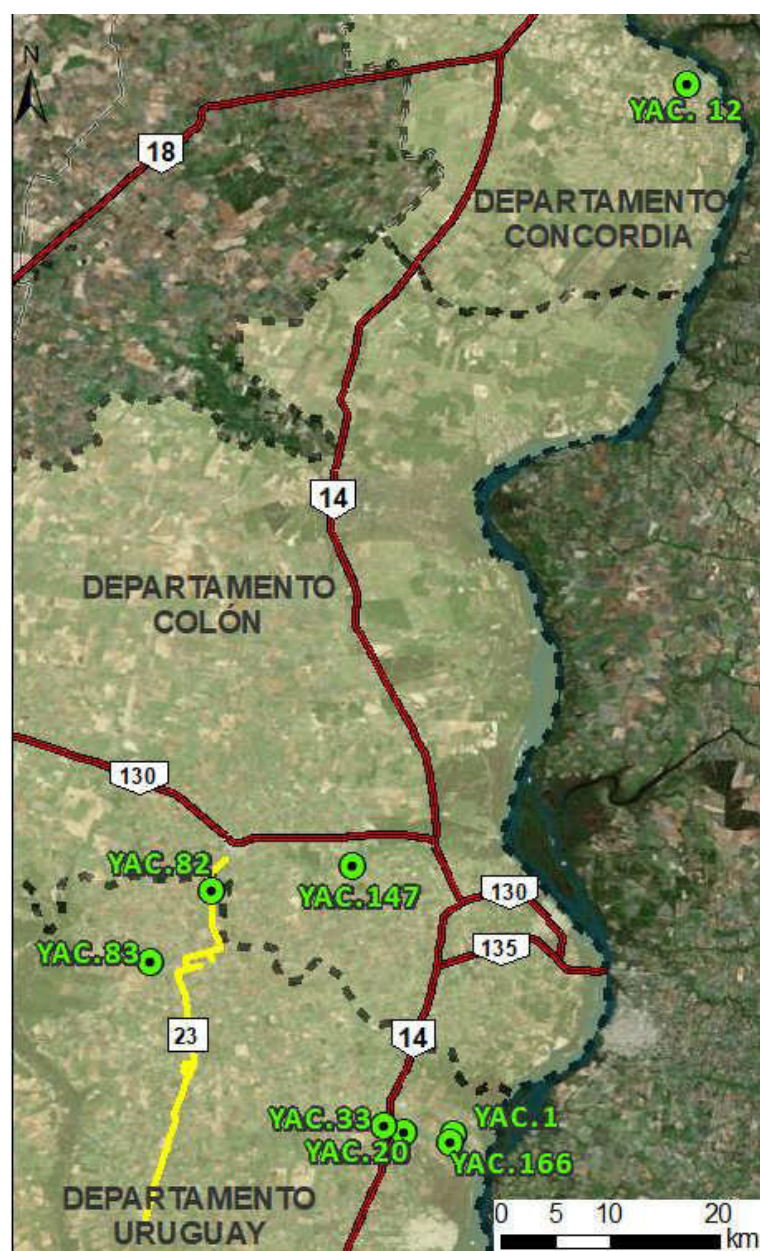 N
YAC. 12
18
DEPARTAMENTO
CONCORDIA
14
DEPARTAMENTO
COLÓN
130
YAC.82
YAC.147
130
YAC.83
135
23
14
YAC.33
YAC.1
YAC.20
YAC.166
DEPARTAMENTO
URUGUAY
0 5 10 20
km